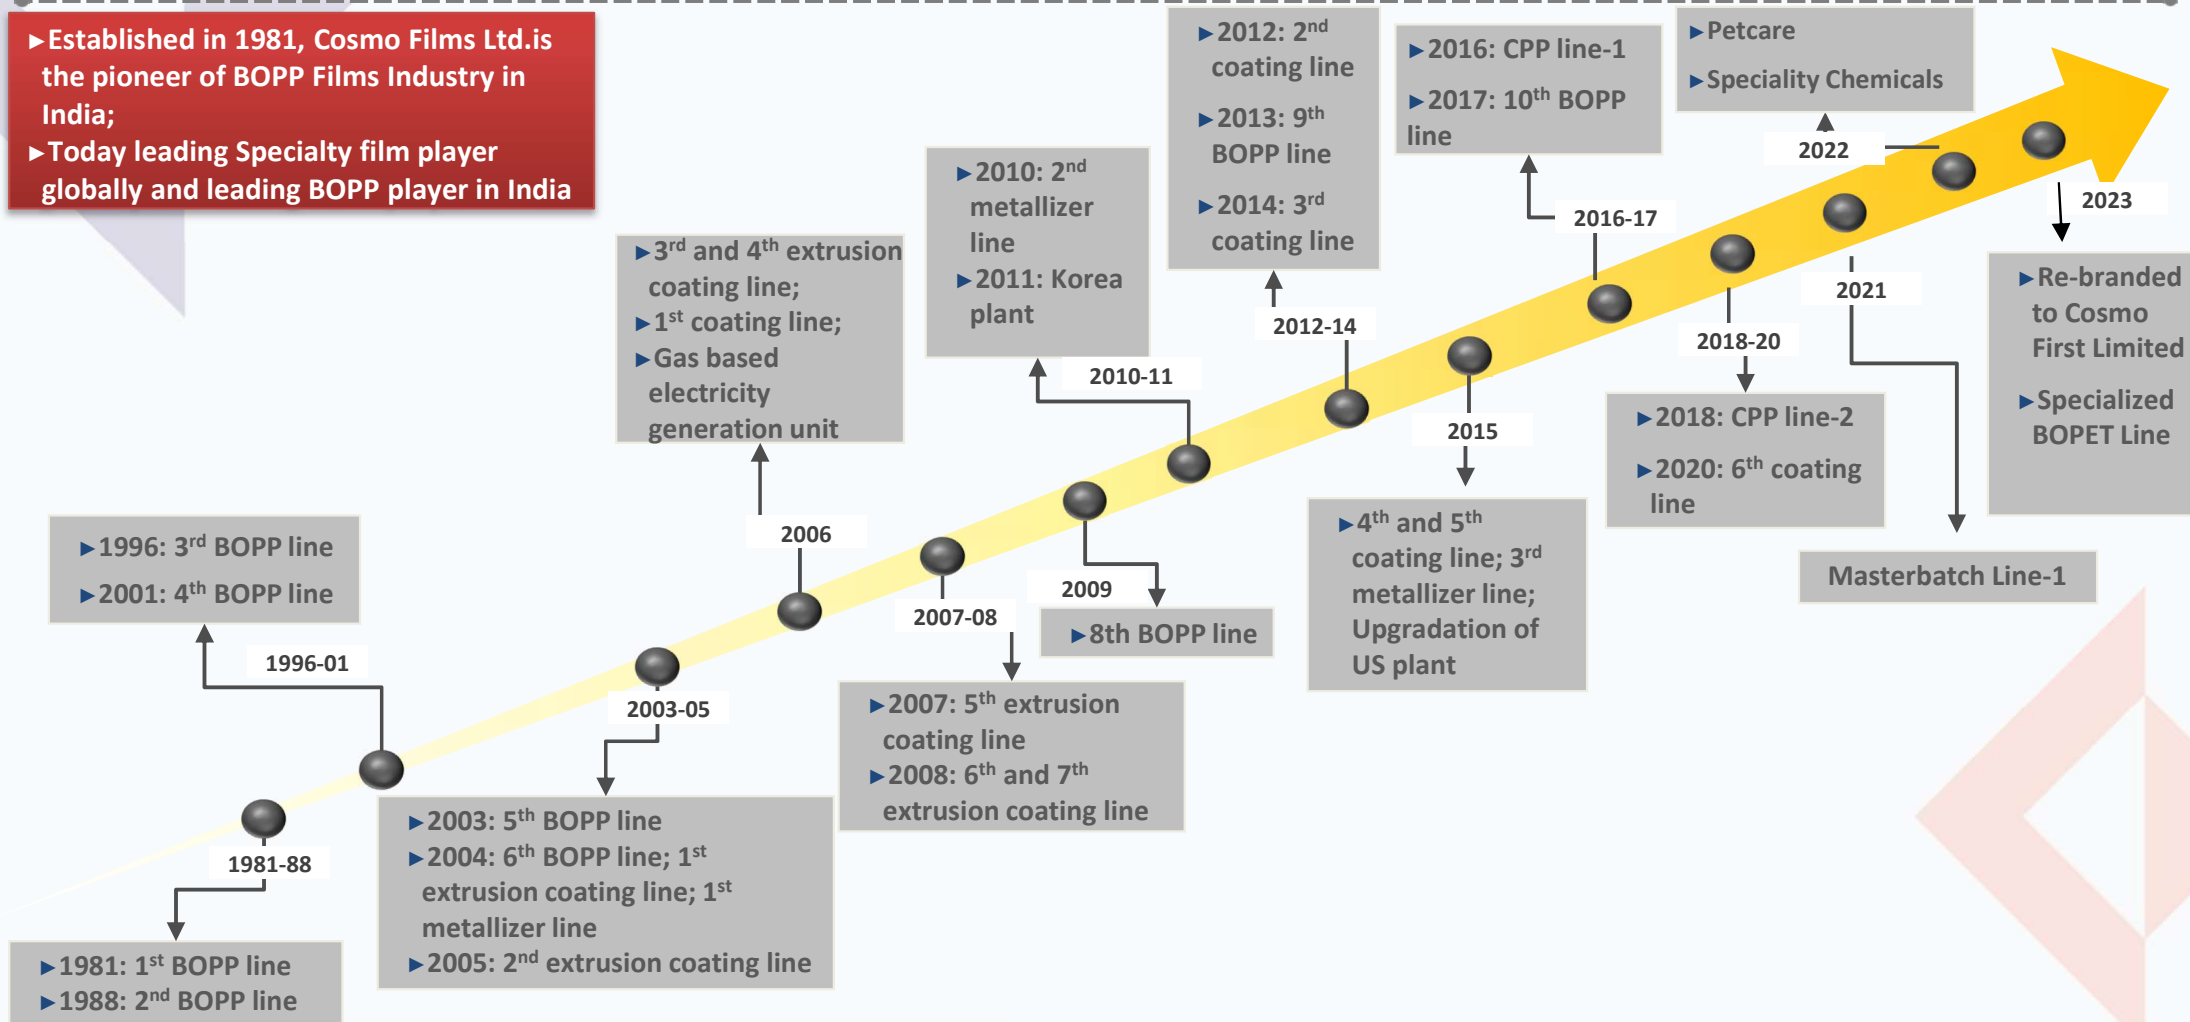 ►Established in 1981, Cosmo Films Ltd.is
the pioneer of BOPP Films Industry in
India;
►Today leading Specialty film player
globally and leading BOPP player in India
►1981: 1st BOPP line
►1988: 2nd BOPP line
1981-88
►1996: 3rd BOPP line
►2001: 4th BOPP line
1996-01
2003-05
►2003: 5th BOPP line
►2004: 6th BOPP line; 1st
extrusion coating line; 1st
metallizer line
►2005: 2nd extrusion coating line
►3rd and 4th extrusion
coating line;
►1st coating line;
►Gas based
electricity
generation unit
2006
2007-08
►2007: 5th extrusion
coating line
►2008: 6th and 7th
extrusion coating line
2009
►8th BOPP line
►2010: 2nd
metallizer
line
►2011: Korea
plant
2010-11
►2012: 2nd
coating line
►2013: 9th
BOPP line
►2014: 3rd
coating line
2012-14
2015
►4th and 5th
coating line; 3rd
metallizer line;
Upgradation of
US plant
►2016: CPP line-1
►2017: 10th BOPP
line
2016-17
2018-20
►2018: CPP line-2
►2020: 6th coating
line
2021
Masterbatch Line-1
►Petcare
►Speciality Chemicals
2022
2023
►Re-branded
to Cosmo
First Limited
►Specialized
BOPET Line